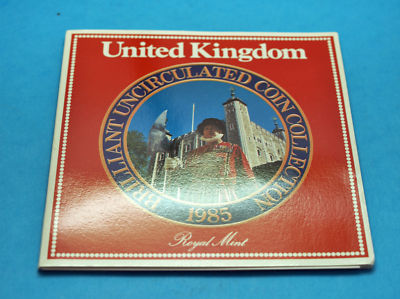 United Kingdom
BRILLIANT UNCIRCULATED COIN COLLECTION
1985
Royal Mint